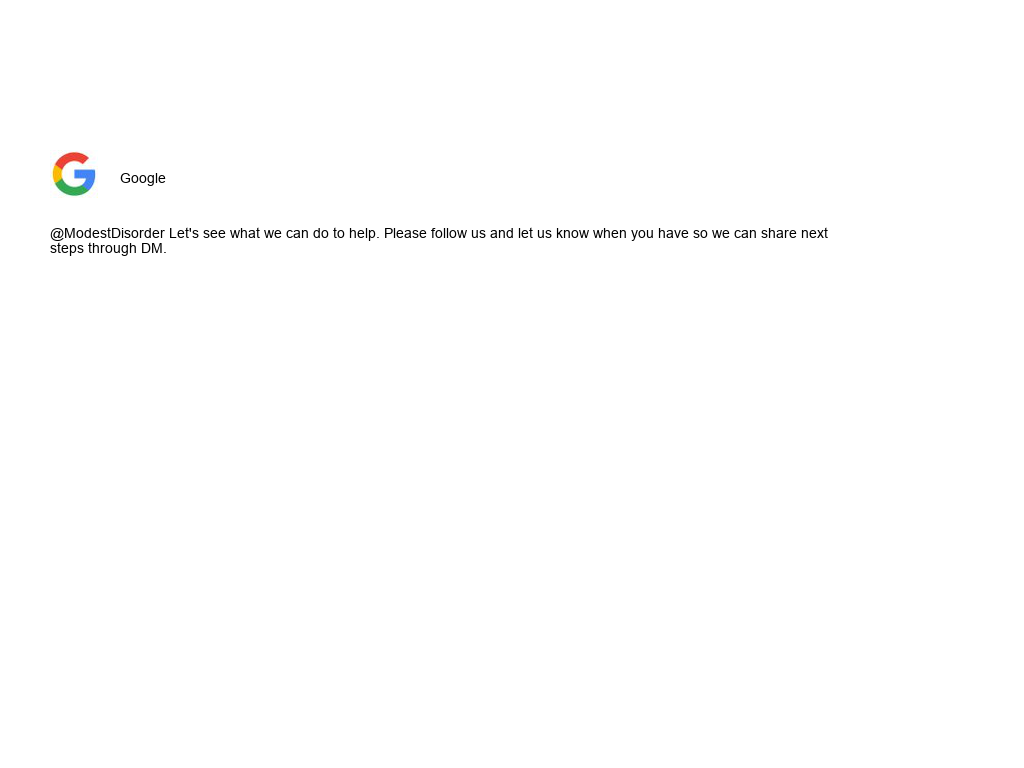 Google
@ModestDisorder Let's see what we can do to help. Please follow us and let us know when you have so we can share next
steps through DM.